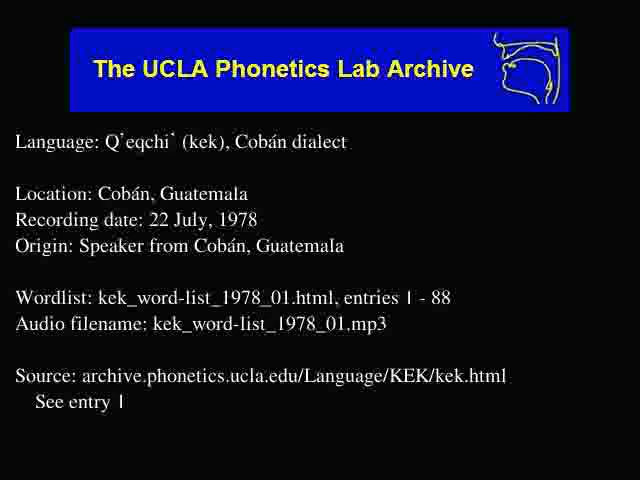 The UCLA Phonetics Lab Archive
Language: Q'eqchi` (kek), Cobán dialect
Location: Cobán, Guatemala
Recording date: 22 July, 1978
Origin: Speaker from Cobán, Guatemala
Wordlist: kek_word-list_1978_01.html, entries 1 - 88
Audio filename: kek_word-list_1978_01.mp3
Source: archive.phonetics.ucla.edu/Language/KEK/kek.html
See entry 1